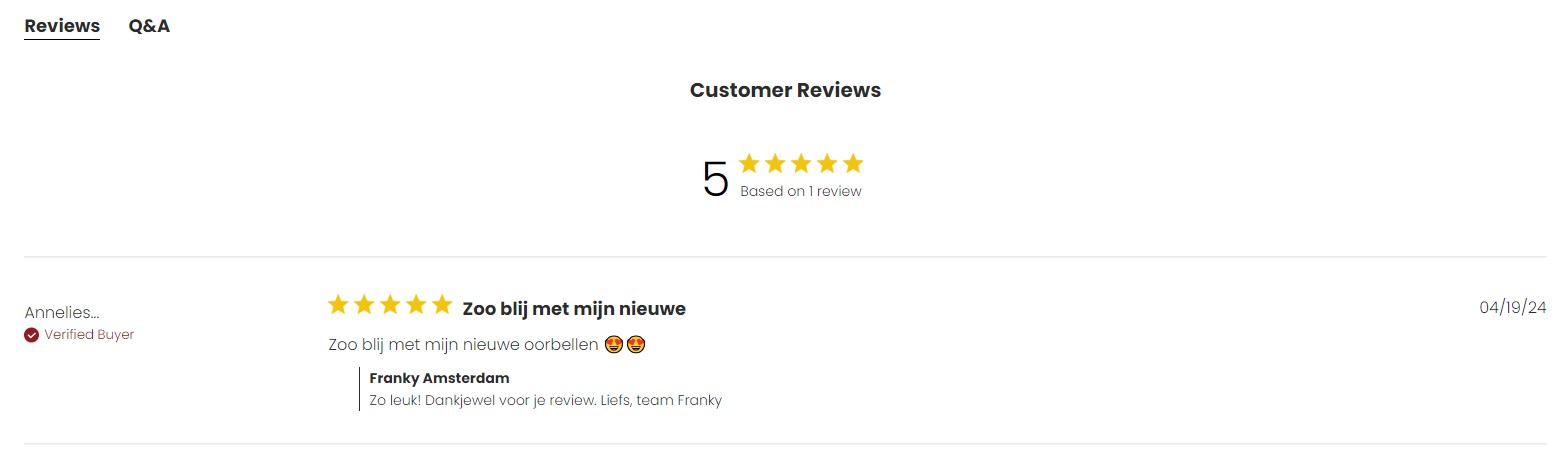 Reviews Q&A
Customer Reviews
5
Based on 1 review
Annelies...
Verified Buyer
Zoo blij met mijn nieuwe
04/19/24
Zoo blij met mijn nieuwe oorbellen 😍😍
Franky Amsterdam
Zo leuk! Dankjewel voor je review. Liefs, team Franky